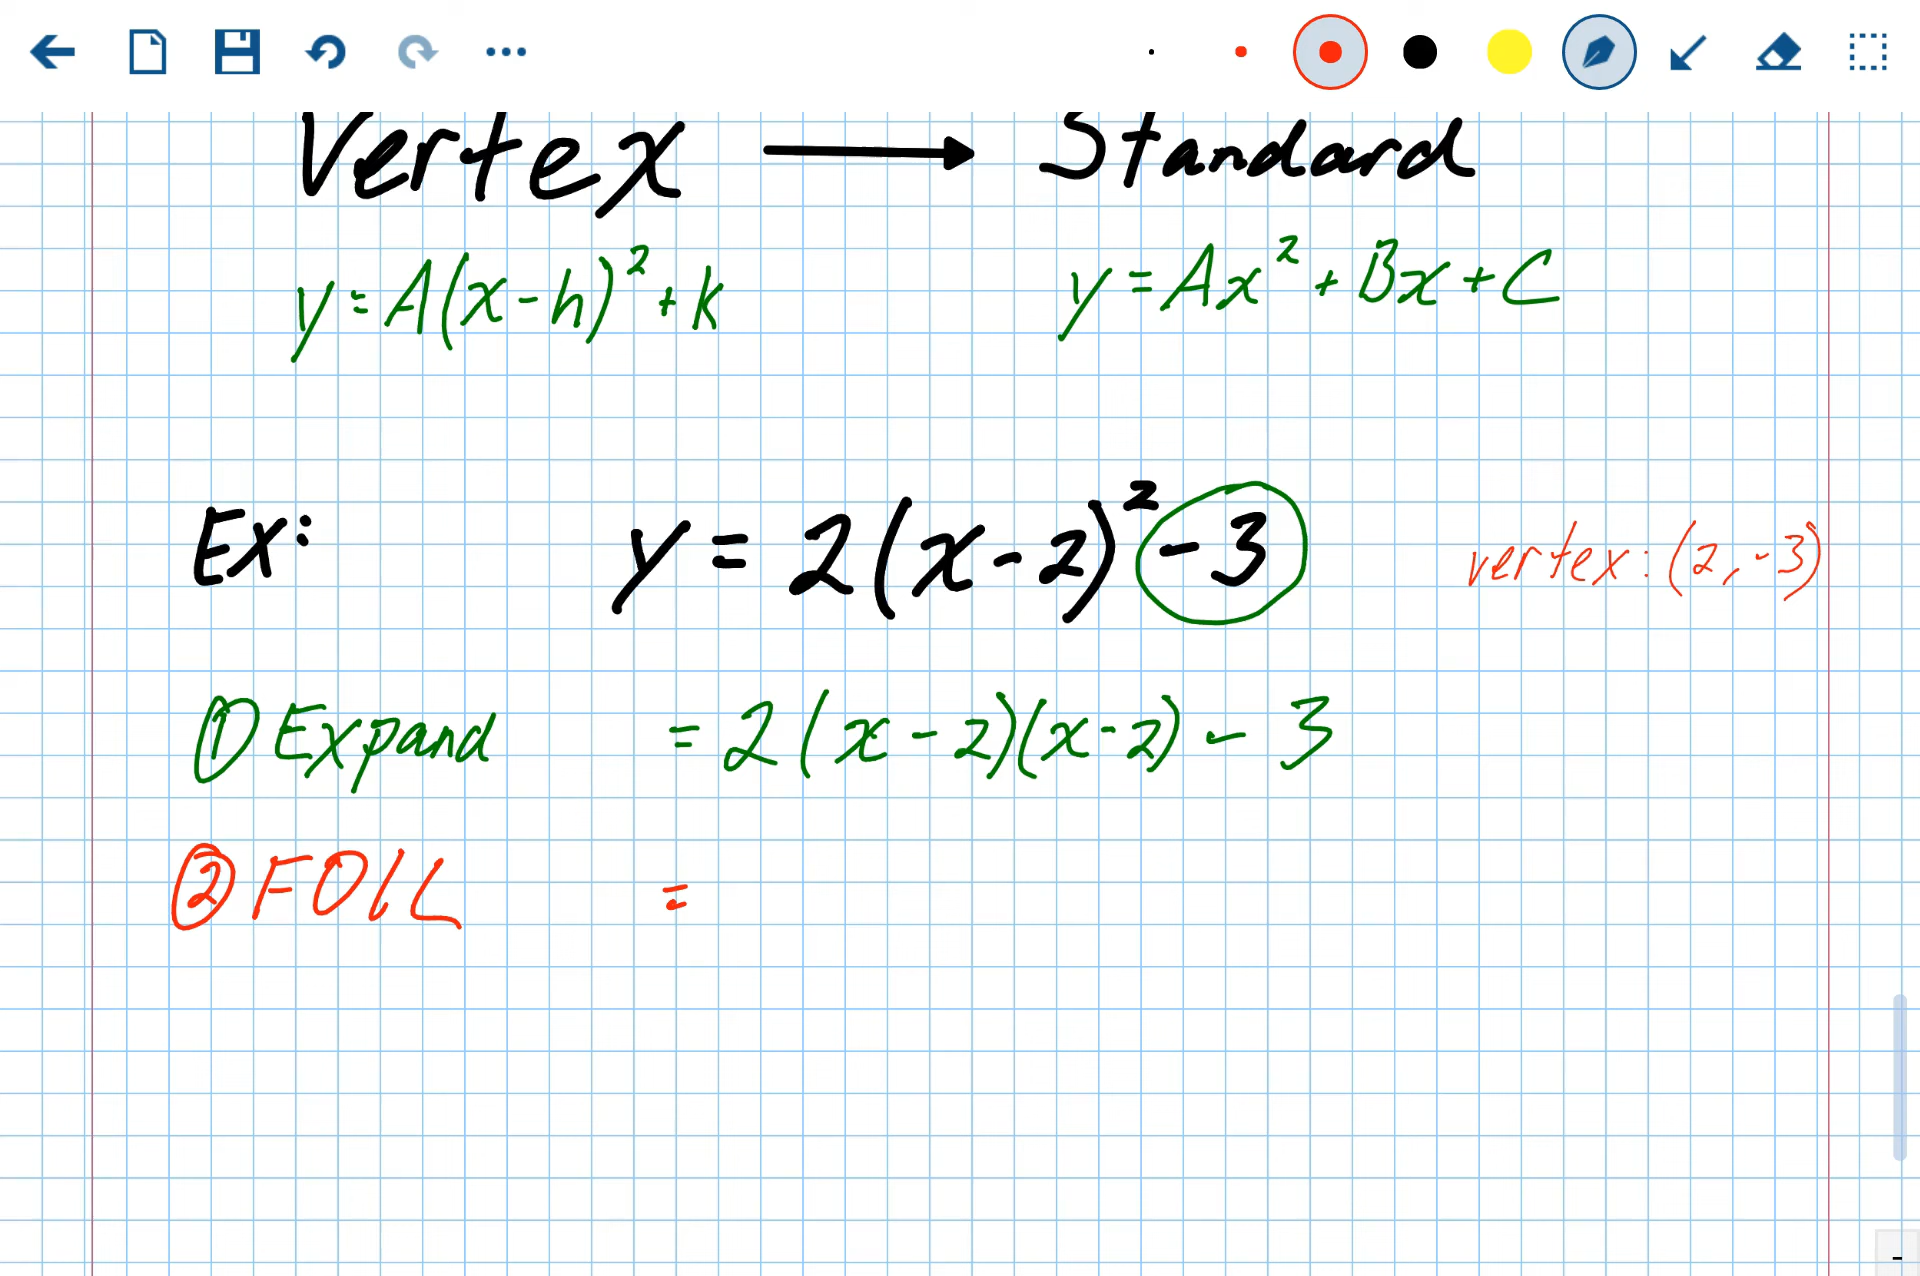 Vertex → Standard
y = A(x-h)² + k y = Ax² + Bx + C
Ex: y = 2(x-2)² - 3 vertex: (2, -3)
① Expand = 2(x-2)(x-2) - 3
② FOIL =